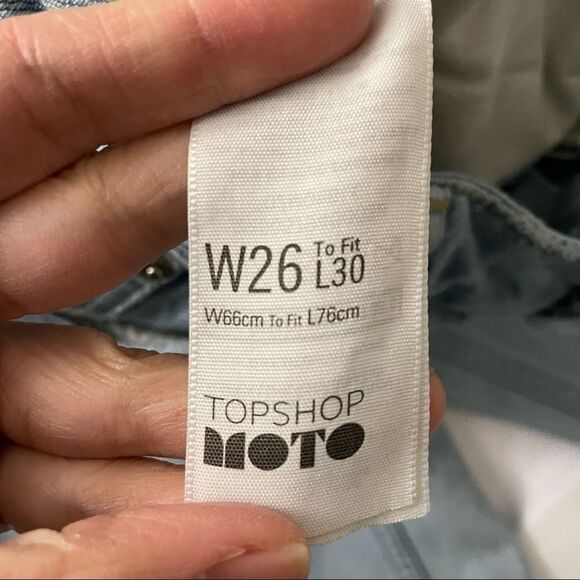 W26 To Fit L30
W66cm To Fit L76cm
TOPSHOP
MOTO